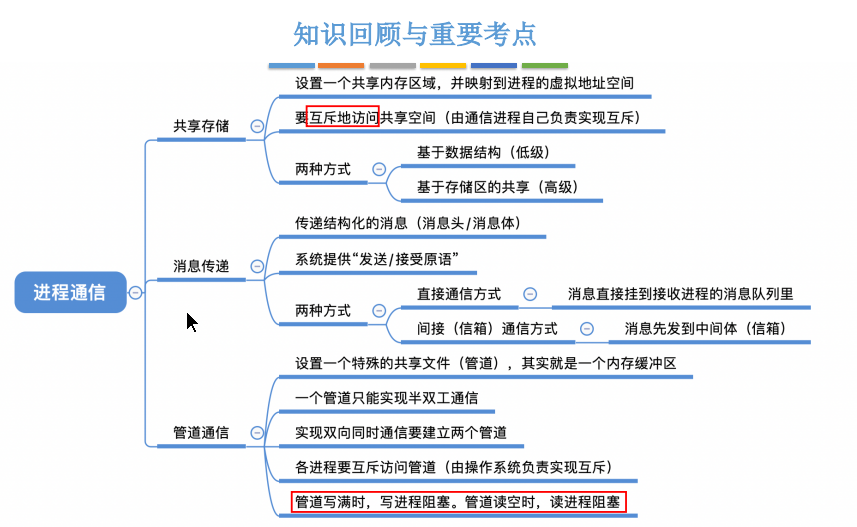 知识回顾与重要考点
进程通信
共享存储
设置一个共享内存区域，并映射到进程的虚拟地址空间
要互斥地访问共享空间（由通信进程自己负责实现互斥）
两种方式
基于数据结构（低级）
基于存储区的共享（高级）
消息传递
传递结构化的消息（消息头/消息体）
系统提供“发送/接受原语”
两种方式
直接通信方式
消息直接挂到接收进程的消息队列里
间接（信箱）通信方式
消息先发到中间体（信箱）
管道通信
设置一个特殊的共享文件（管道），其实就是一个内存缓冲区
一个管道只能实现半双工通信
实现双向同时通信要建立两个管道
各进程要互斥访问管道（由操作系统负责实现互斥）
管道写满时，写进程阻塞。管道读空时，读进程阻塞